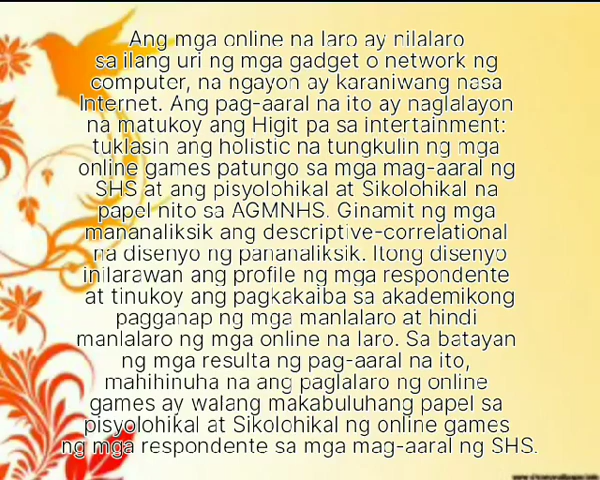 Ang mga online na laro ay nilalaro
sa ilang uri ng mga gadget o network ng
computer, na ngayon ay karaniwang nasa
Internet. Ang pag-aaral na ito ay naglalayon
na matukoy ang Higit pa sa intertainment:
tuklasin ang holistic na tungkulin ng mga
online games patungo sa mga mag-aaral ng
SHS at ang pisyolohikal at Sikolohikal na
papel nito sa AGMNHS. Ginamit ng mga
mananaliksik ang descriptive-correlational
na disenyo ng pananaliksik. Itong disenyo
inilarawan ang profile ng mga respondente
at tinukoy ang pagkakaiba sa akademikong
pagganap ng mga manlalaro at hindi
manlalaro ng mga online na laro. Sa batayan
ng mga resulta ng pag-aaral na ito,
mahihinuha na ang paglalaro ng online
games ay walang makabuluhang papel sa
pisyolohikal at Sikolohikal ng online games
ng mga respondente sa mga mag-aaral ng SHS.